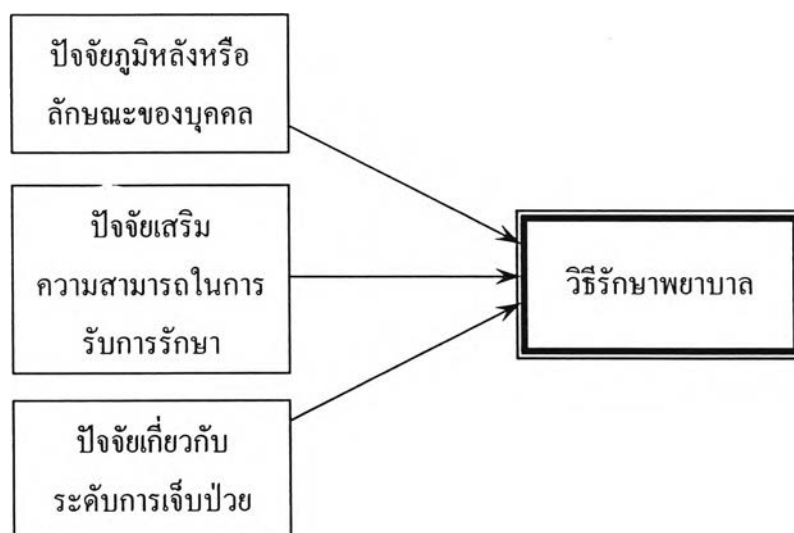 ปัจจัยภูมิหลังหรือ
ลักษณะของบุคคล
ปัจจัยเสริม
ความสามารถในการ
รับการรักษา
วิธีรักษาพยาบาล
ปัจจัยเกี่ยวกับ
ระดับการเจ็บป่วย